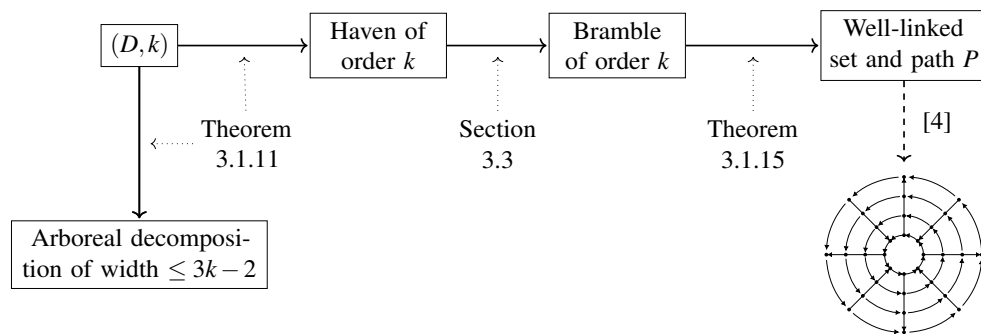 (D, k)
Haven of
order k
Bramble
of order k
Well-linked
set and path P
Theorem
3.1.11
Section
3.3
Theorem
3.1.15
[4]
Arboreal decomposi-
tion of width ≤ 3k − 2